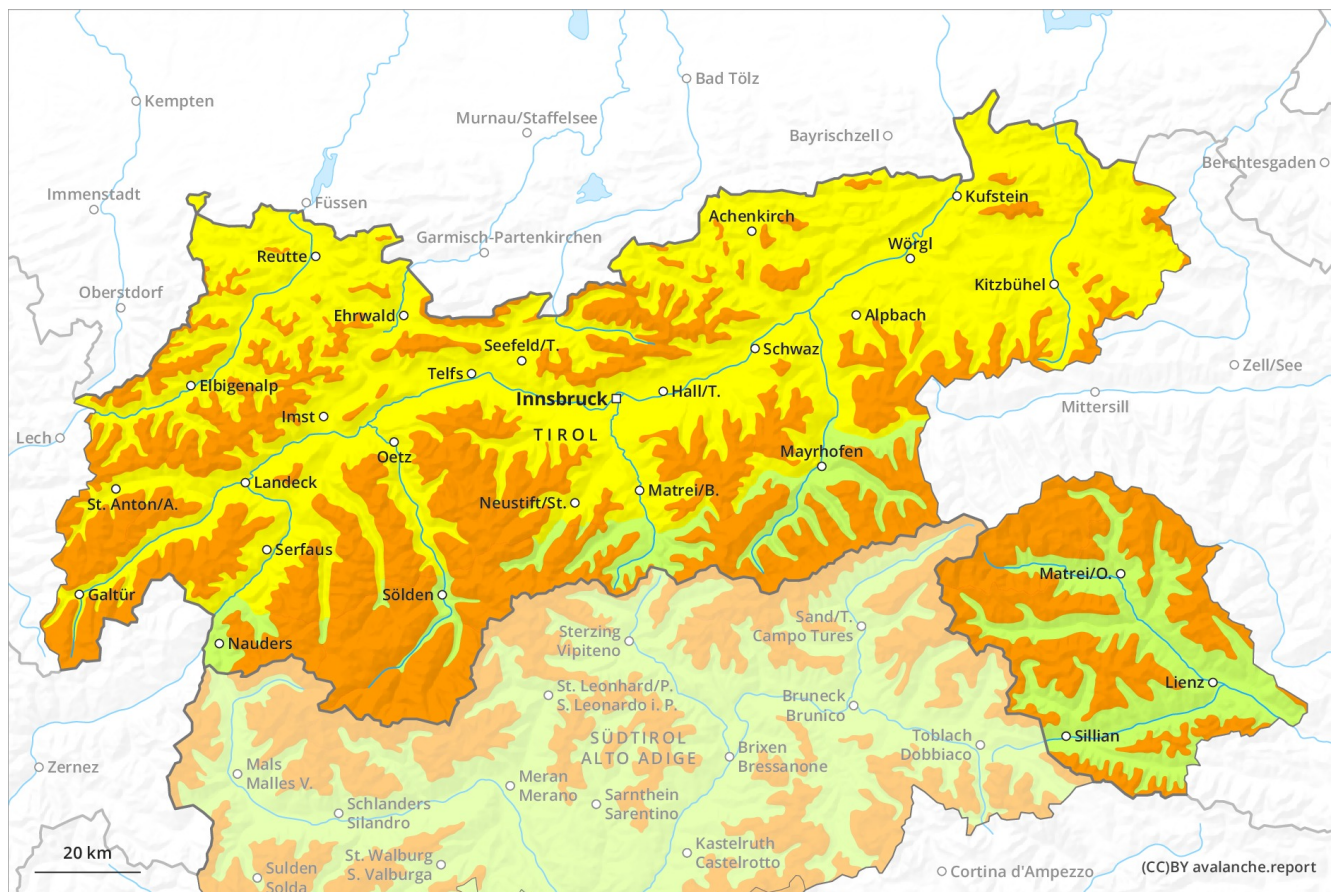 Kempten
Bad Tölz
Murnau/Staffelsee
Bayrischzell
Berchtesgaden
Immenstadt
Füssen
Kufstein
Achenkirch
Garmisch-Partenkirchen
Reutte
Wörgl
Oberstdorf
Kitzbühel
Ehrwald
Alpbach
Seefeld/T.
Schwaz
Zell/See
Telfs
Elbigenalp
Hall/T.
Innsbruck
Mittersill
Imst
Lech
TIROL
Oetz
Mayrhofen
Landeck
Matrei/B.
St. Anton/A.
Neustift/St.
Serfaus
Matrei/O.
Galtür
Sölden
Sand/T.
Campo Tures
Sterzing
Vipiteno
Nauders
Lienz
St. Leonhard/P.
S. Leonardo i. P.
Bruneck
Brunico
Sillian
SÜDTIROL
ALTO ADIGE
Toblach
Dobbiaco
Brixen
Bressanone
Zernez
Mals
Malles V.
Meran
Merano
Sarnthein
Sarentino
Schlanders
Silandro
Kastelruth
Castelrotto
20 km
St. Walburg
S. Valburga
(CC)BY avalanche.report
Cortina d'Ampezzo
Sulden
Solda